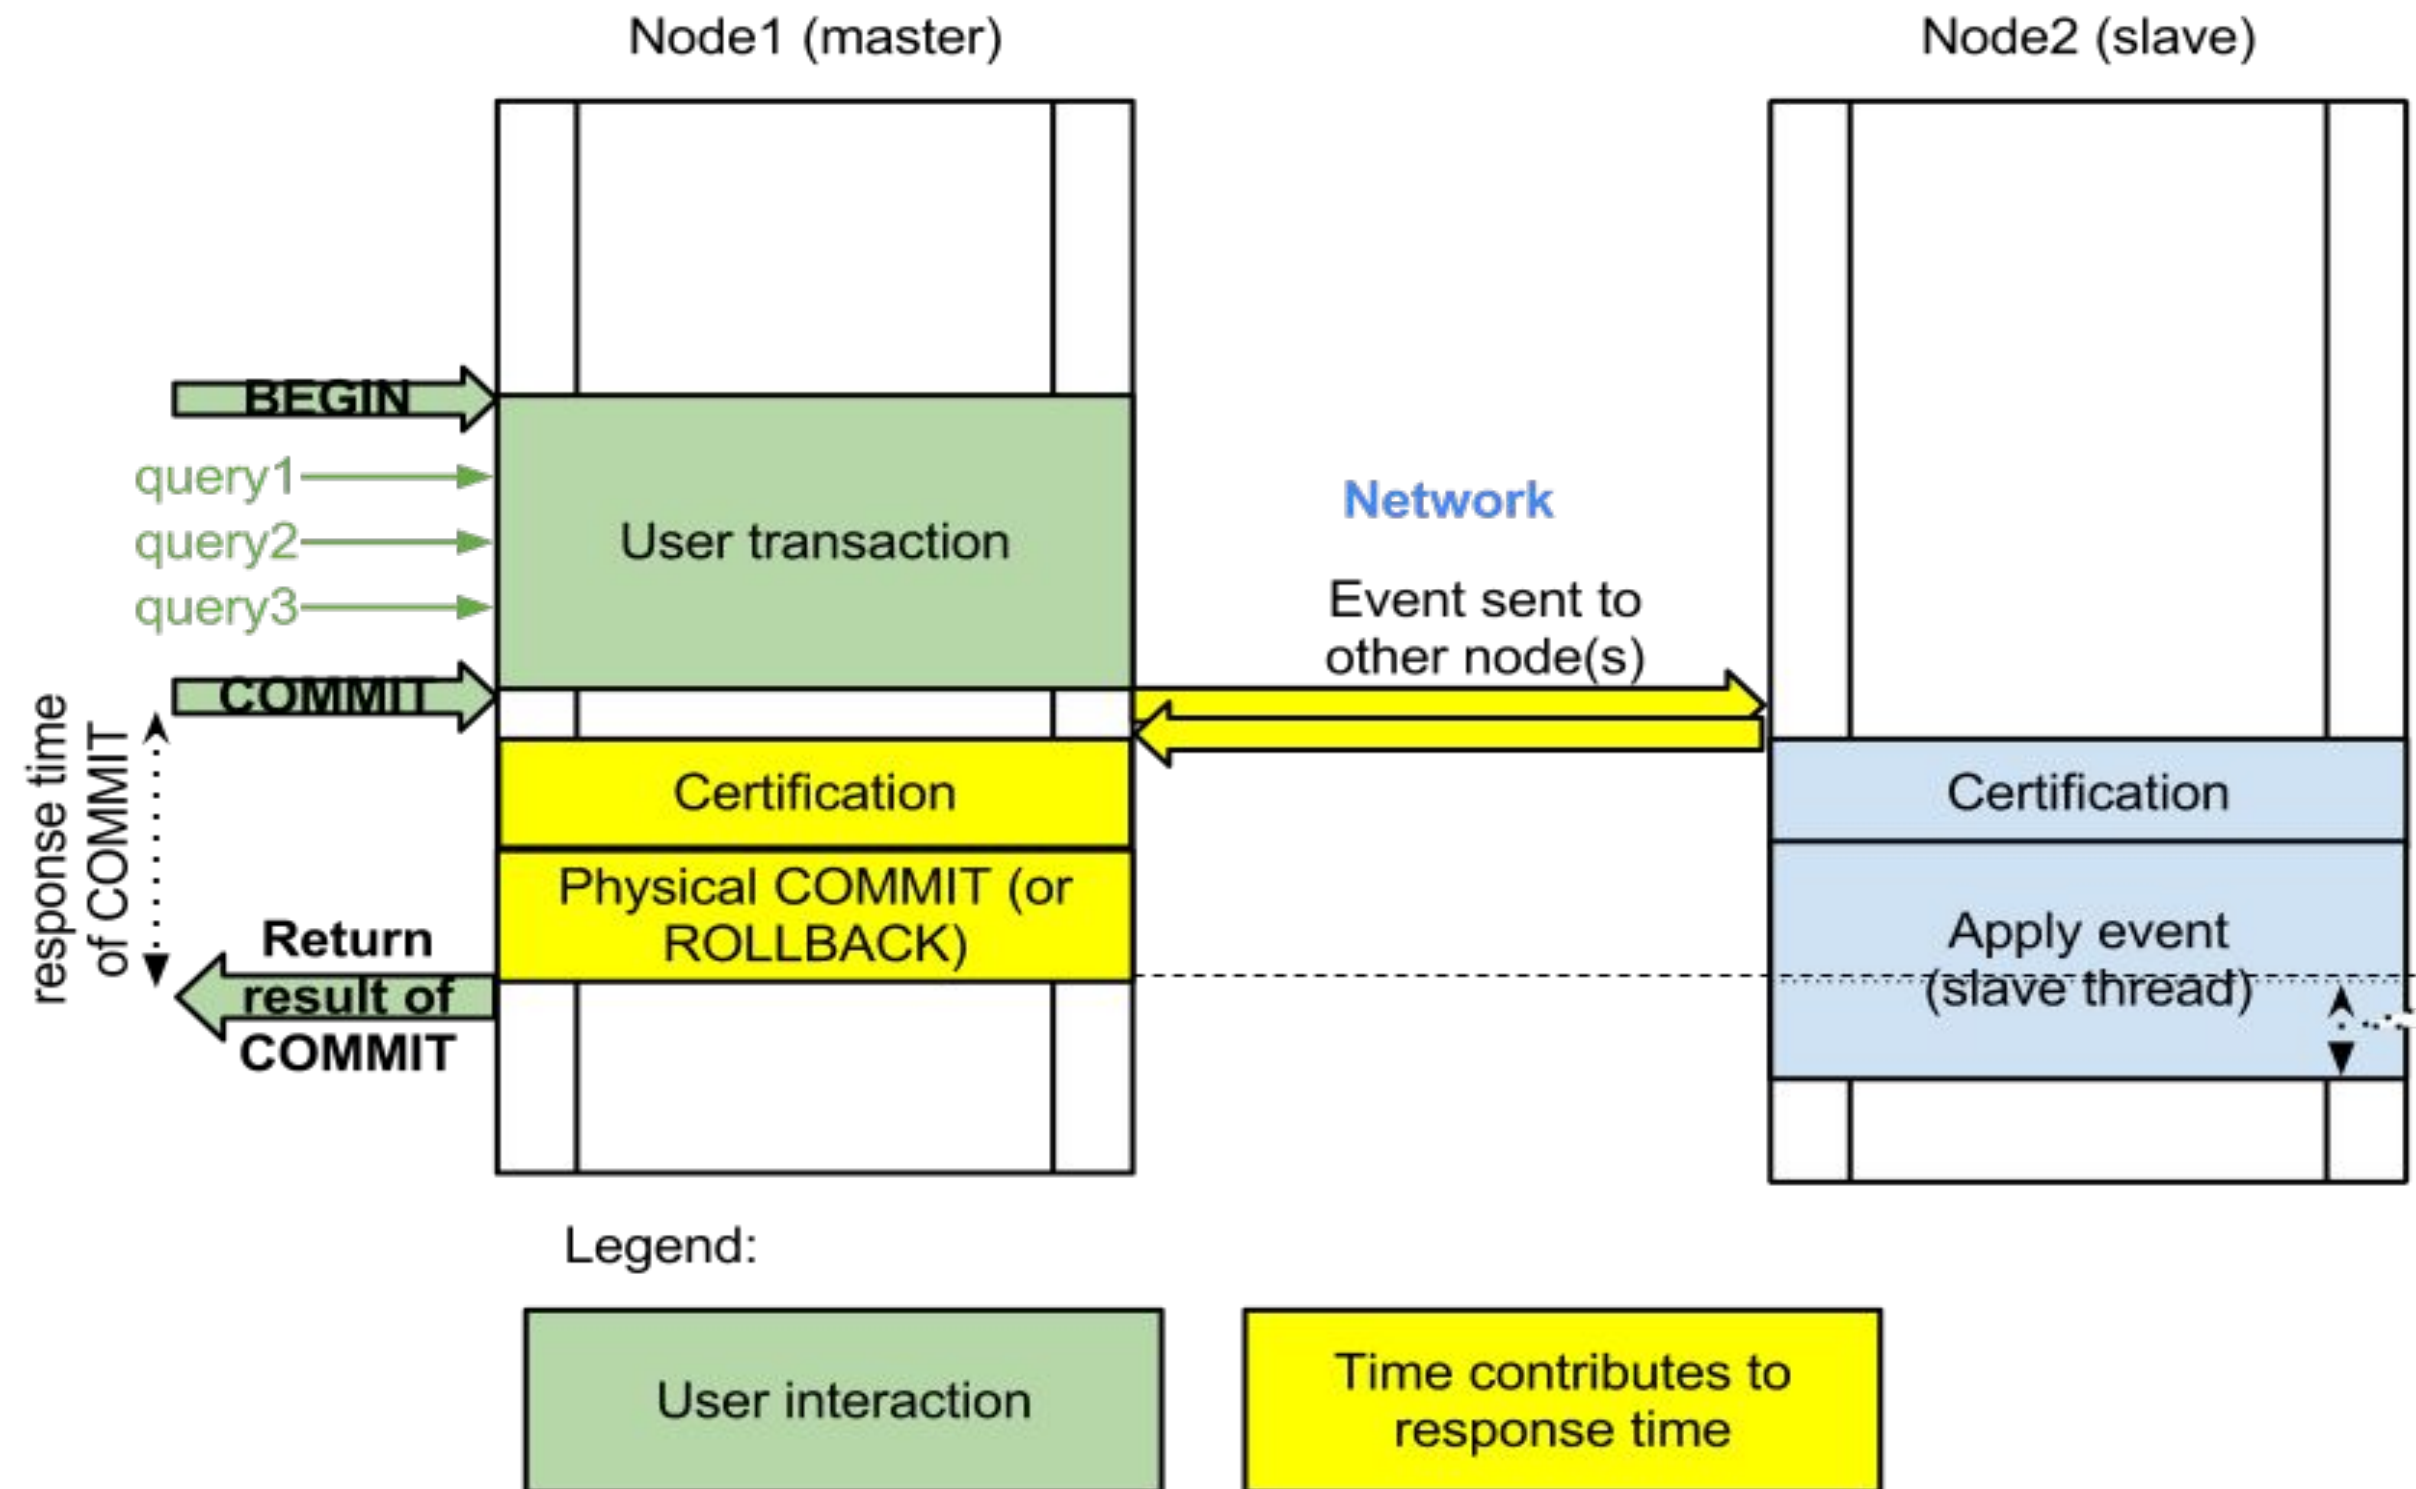 Node1 (master)
Node2 (slave)
BEGIN
query1
query2
query3
User transaction
Network
Event sent to
other node(s)
COMMIT
response time
of COMMIT
Certification
Physical COMMIT (or
ROLLBACK)
Return
result of
COMMIT
Certification
Apply event
(slave thread)
Legend:
User interaction
Time contributes to
response time